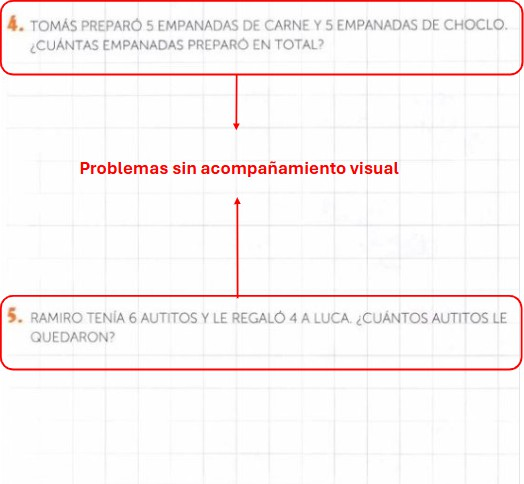 4. TOMÁS PREPARÓ 5 EMPANADAS DE CARNE Y 5 EMPANADAS DE CHOCLO.
¿CUÁNTAS EMPANADAS PREPARÓ EN TOTAL?
Problemas sin acompañamiento visual
5. RAMIRO TENÍA 6 AUTITOS Y LE REGALÓ 4 A LUCA. ¿CUÁNTOS AUTITOS LE
QUEDARON?